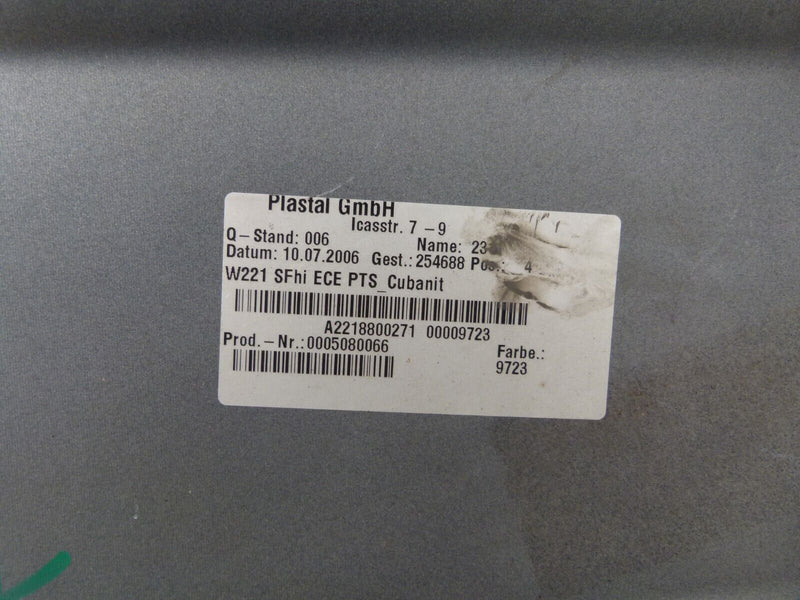 Plastal GmbH
Icasstr. 7 -9
Q-Stand: 006 Name: 23
Datum: 10.07.2006 Gest.: 254688 Pos.: 4
W221 SFhi ECE PTS_Cubanit
A2218800271 00009723
Prod.-Nr.:0005080066 Farbe.:
9723